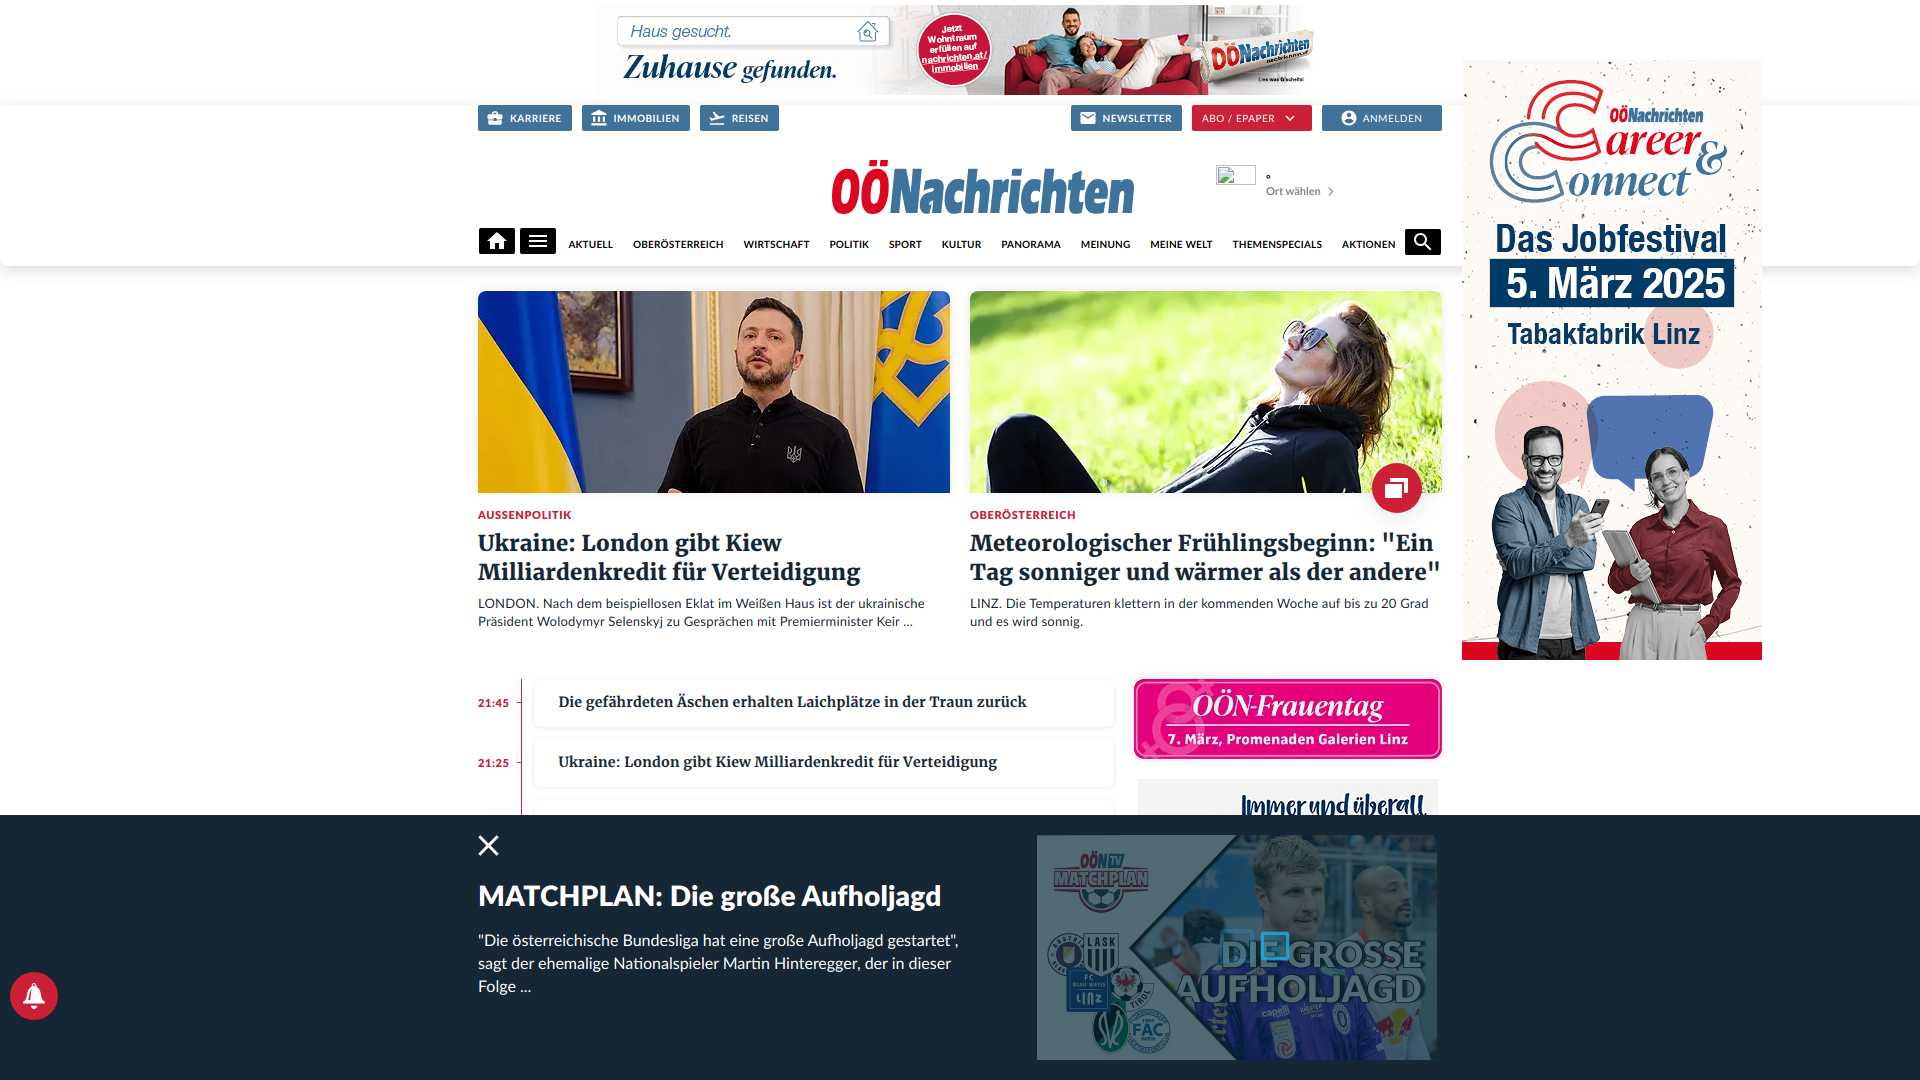 Haus gesucht.
Zuhause gefunden.
Jetzt
Wohntraum
erfüllen auf
nachrichten.at/
immobilien
OÖNachrichten
Lies was G'scheits!
KARRIERE
IMMOBILIEN
REISEN
NEWSLETTER
ABO / EPAPER
ANMELDEN
OÖNachrichten
°
Ort wählen
AKTUELL
OBERÖSTERREICH
WIRTSCHAFT
POLITIK
SPORT
KULTUR
PANORAMA
MEINUNG
MEINE WELT
THEMENSPECIALS
AKTIONEN
OÖNachrichten
Career &
Connect
Das Jobfestival
5. März 2025
Tabakfabrik Linz
AUSSENPOLITIK
Ukraine: London gibt Kiew
Milliardenkredit für Verteidigung
LONDON. Nach dem beispiellosen Eklat im Weißen Haus ist der ukrainische
Präsident Wolodymyr Selenskyj zu Gesprächen mit Premierminister Keir ...
OBERÖSTERREICH
Meteorologischer Frühlingsbeginn: "Ein
Tag sonniger und wärmer als der andere"
LINZ. Die Temperaturen klettern in der kommenden Woche auf bis zu 20 Grad
und es wird sonnig.
21:45
Die gefährdeten Äschen erhalten Laichplätze in der Traun zurück
21:25
Ukraine: London gibt Kiew Milliardenkredit für Verteidigung
OÖN-Frauentag
7. März, Promenaden Galerien Linz
Immer und überall
MATCHPLAN: Die große Aufholjagd
"Die österreichische Bundesliga hat eine große Aufholjagd gestartet",
sagt der ehemalige Nationalspieler Martin Hinteregger, der in dieser
Folge ...
OÖN TV
MATCHPLAN
LASK
FC
BLAU WEISS
LINZ
TIROL
FAC
DIE GROSSE
AUFHOLJAGD
capelli